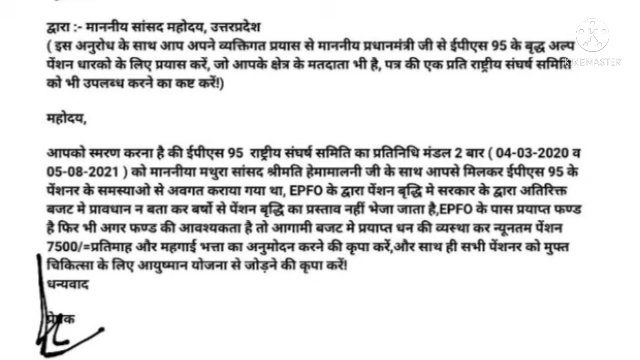 द्वारा :- माननीय सांसद महोदय, उत्तरप्रदेश
( इस अनुरोध के साथ आप अपने व्यक्तिगत प्रयास से माननीय प्रधानमंत्री जी से ईपीएस 95 के बृद्ध अल्प
पेंशन धारको के लिए प्रयास करें, जो आपके क्षेत्र के मतदाता भी है, पत्र की एक प्रति राष्ट्रीय संघर्ष समिति
को भी उपलब्ध करने का कष्ट करें!)
LIKEMASTER
महोदय,
आपको स्मरण करना है की ईपीएस 95 राष्ट्रीय संघर्ष समिति का प्रतिनिधि मंडल 2 बार ( 04-03-2020 व
05-08-2021 ) को माननीया मथुरा सांसद श्रीमति हेमामालनी जी के साथ आपसे मिलकर ईपीएस 95 के
पेंशनर के समस्याओ से अवगत कराया गया था, EPFO के द्वारा पेंशन बृद्धि मे सरकार के द्वारा अतिरिक्त
बजट मे प्रावधान न बता कर बर्षो से पेंशन बृद्धि का प्रस्ताव नहीं भेजा जाता है,EPFO के पास प्रयाप्त फण्ड
है फिर भी अगर फण्ड की आवश्यकता है तो आगामी बजट मे प्रयाप्त धन की व्यस्था कर न्यूनतम पेंशन
7500/=प्रतिमाह और महगाई भत्ता का अनुमोदन करने की कृपा करें,और साथ ही सभी पेंशनर को मुफ्त
चिकित्सा के लिए आयुष्मान योजना से जोड़ने की कृपा करें!
धन्यवाद
प्रेषक